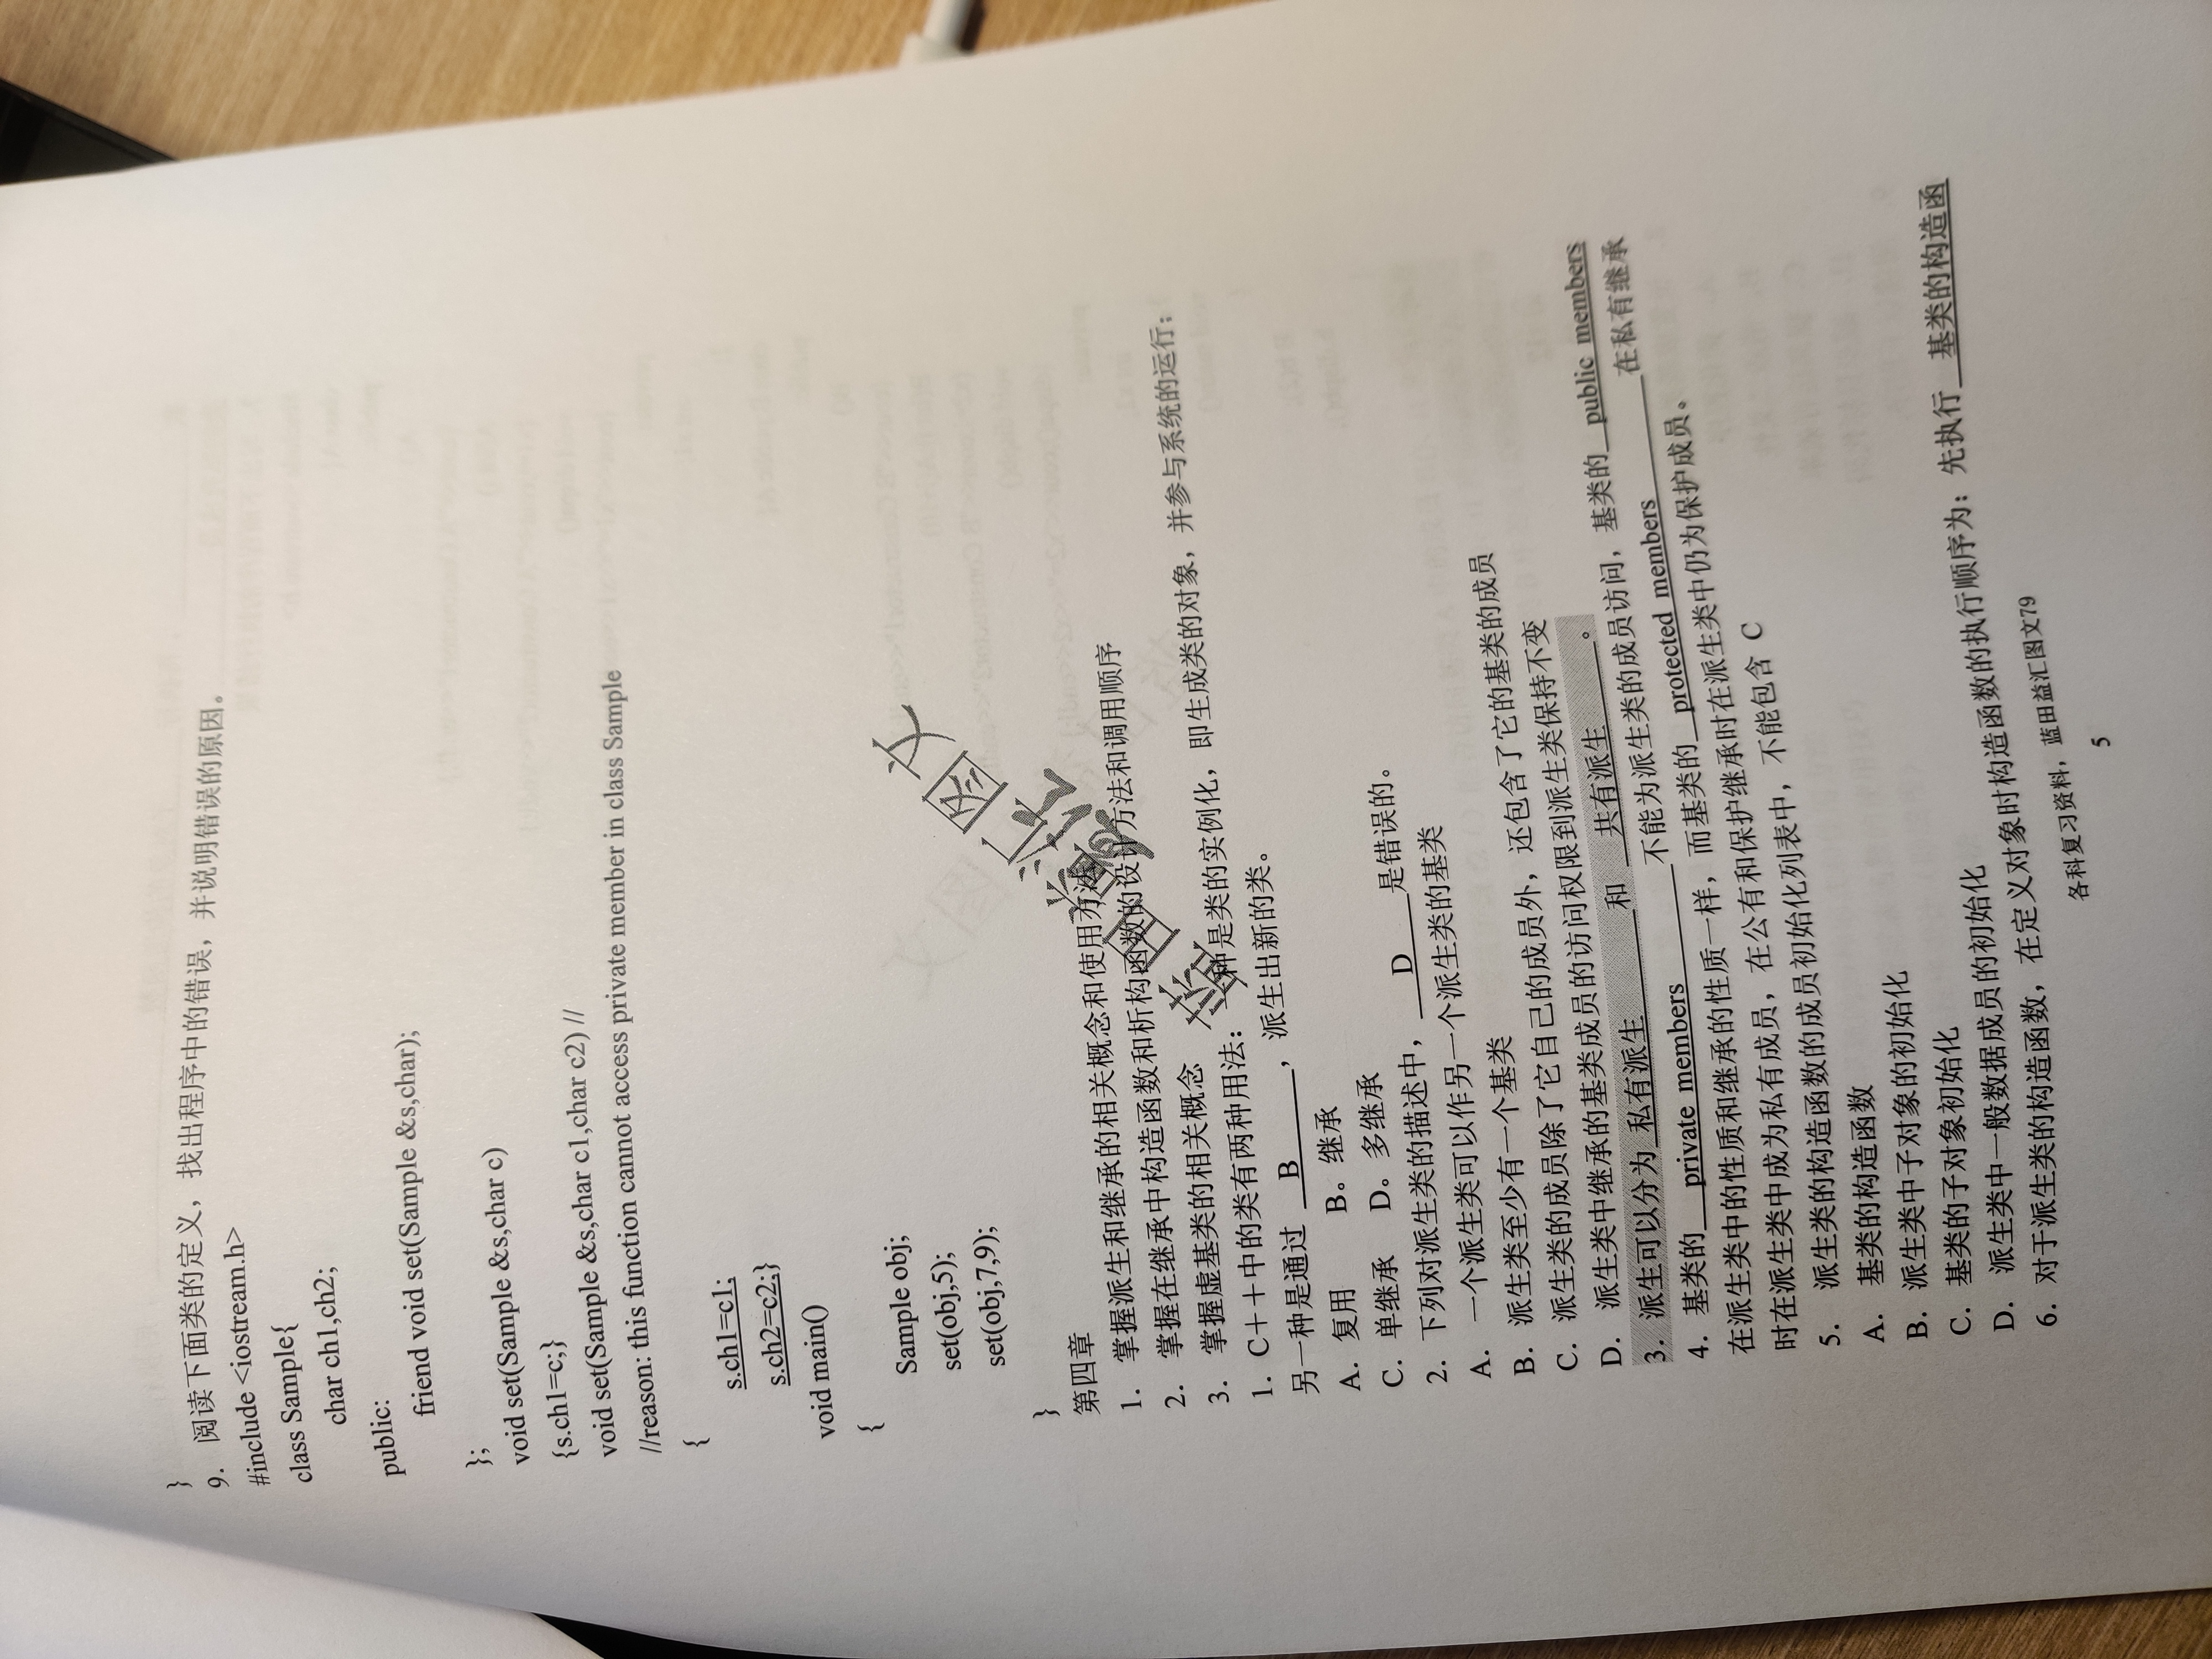 }
9． 阅读下面类的定义，找出程序中的错误，并说明错误的原因。
#include <iostream.h>
class Sample{
char ch1,ch2;
public:
friend void set(Sample &s,char);
};
void set(Sample &s,char c)
{s.ch1=c;}
void set(Sample &s,char c1,char c2) //
//reason: this function cannot access private member in class Sample
{
s.ch1=c1;
s.ch2=c2;}
void main()
{
Sample obj;
set(obj,5);
set(obj,7,9);
}
第四章
1． 掌握派生和继承的相关概念和使用方法
2． 掌握在继承中构造函数和析构函数的设计方法和调用顺序
3． 掌握虚基类的相关概念
1．C＋＋中的类有两种用法：一种是类的实例化，即生成类的对象，并参与系统的运行；
另一种是通过 B ，派生出新的类。
A．复用 B。继承
C．单继承 D。多继承
2．下列对派生类的描述中， D 是错误的。
A． 一个派生类可以作另一个派生类的基类
B．派生类至少有一个基类
C．派生类的成员除了它自己的成员外，还包含了它的基类的成员
D． 派生类中继承的基类成员的访问权限到派生类保持不变
3．派生可以分为 私有派生 和 共有派生 。
4．基类的 private members 不能为派生类的成员访问，基类的 public members
在派生类中的性质和继承的性质一样，而基类的 protected members 在私有继承
时在派生类中成为私有成员，在公有和保护继承时在派生类中仍为保护成员。
5． 派生类的构造函数的成员初始化列表中，不能包含 C
A． 基类的构造函数
B．派生类中子对象的初始化
C．基类的子对象初始化
D． 派生类中一般数据成员的初始化
6．对于派生类的构造函数，在定义对象时构造函数的执行顺序为：先执行 基类的构造函
蓝田益汇图文
益汇
各科复习资料，蓝田益汇图文79
5